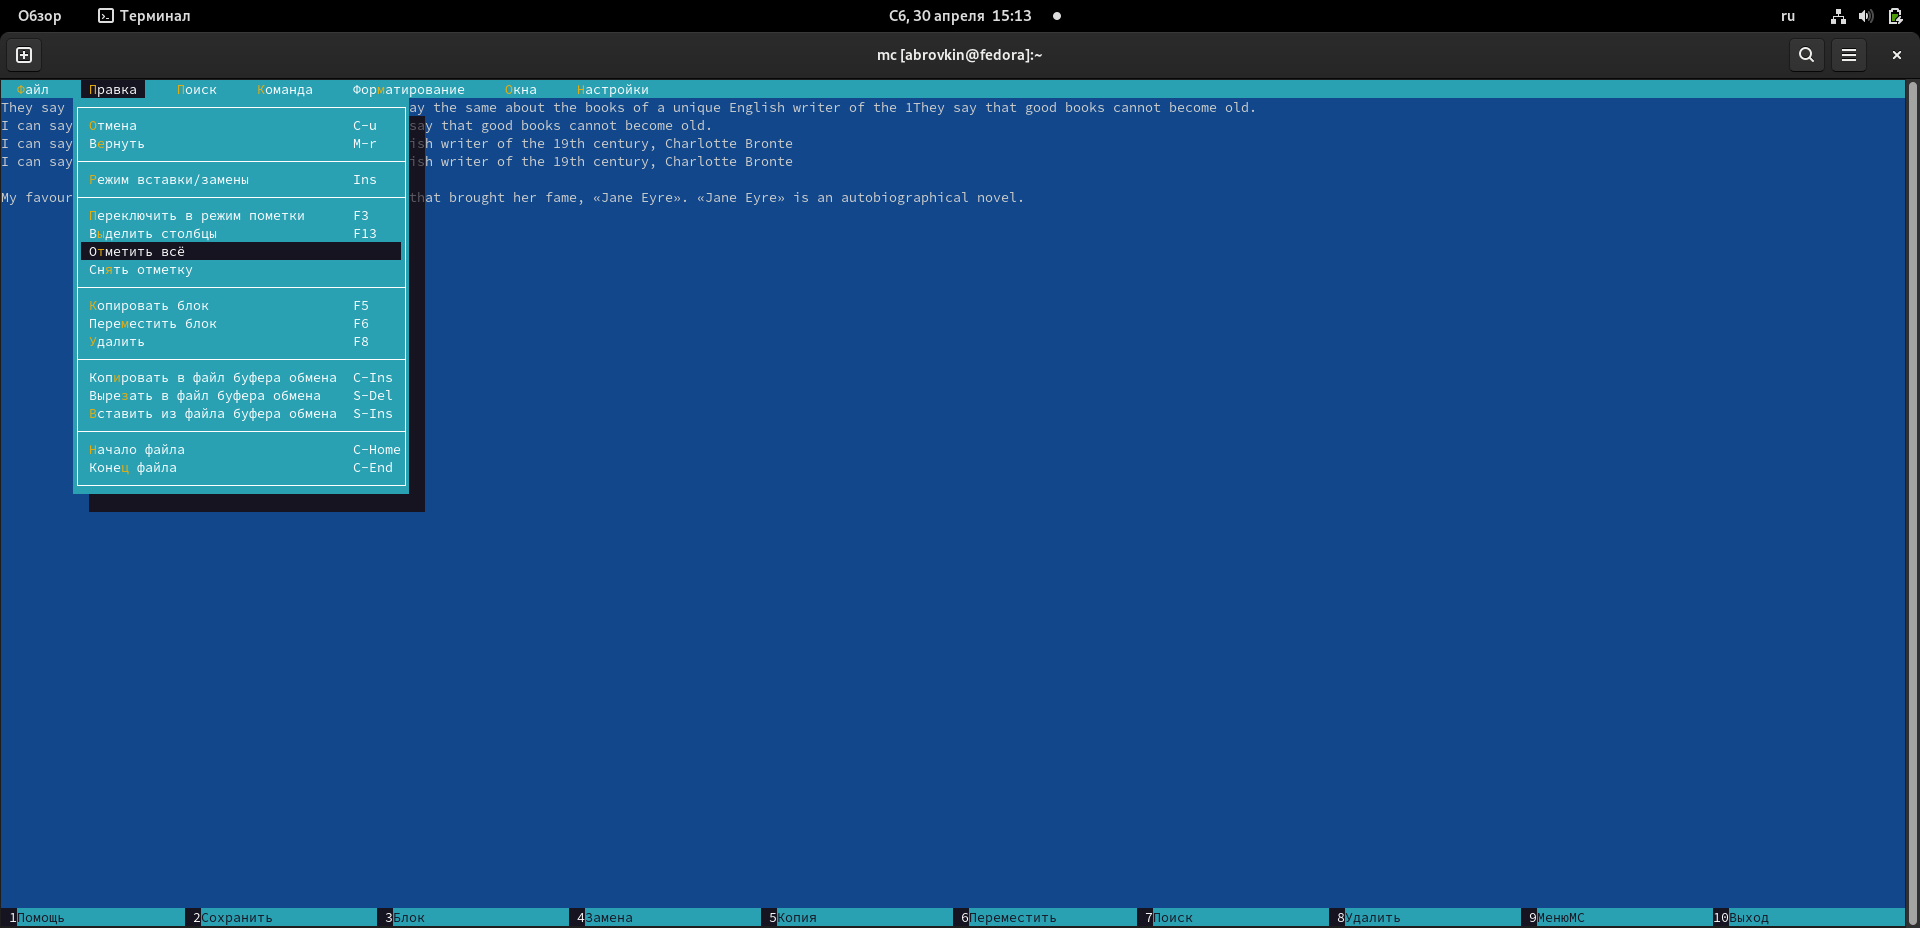 Обзор Терминал Сб, 30 апреля 15:13 ru
mc [abrovkin@fedora]:~
Файл Правка Поиск Команда Форматирование Окна Настройки
They say ay the same about the books of a unique English writer of the 1They say that good books cannot become old.
I can say Отмена C-u say that good books cannot become old.
I can say Вернуть M-r ish writer of the 19th century, Charlotte Bronte
I can say ish writer of the 19th century, Charlotte Bronte
Режим вставки/замены Ins
My favour that brought her fame, «Jane Eyre». «Jane Eyre» is an autobiographical novel.
Переключить в режим пометки F3
Выделить столбцы F13
Отметить всё
Снять отметку
Копировать блок F5
Переместить блок F6
Удалить F8
Копировать в файл буфера обмена C-Ins
Вырезать в файл буфера обмена S-Del
Вставить из файла буфера обмена S-Ins
Начало файла C-Home
Конец файла C-End
1Помощь 2Сохранить 3Блок 4Замена 5Копия 6Переместить 7Поиск 8Удалить 9МенюMC 10Выход